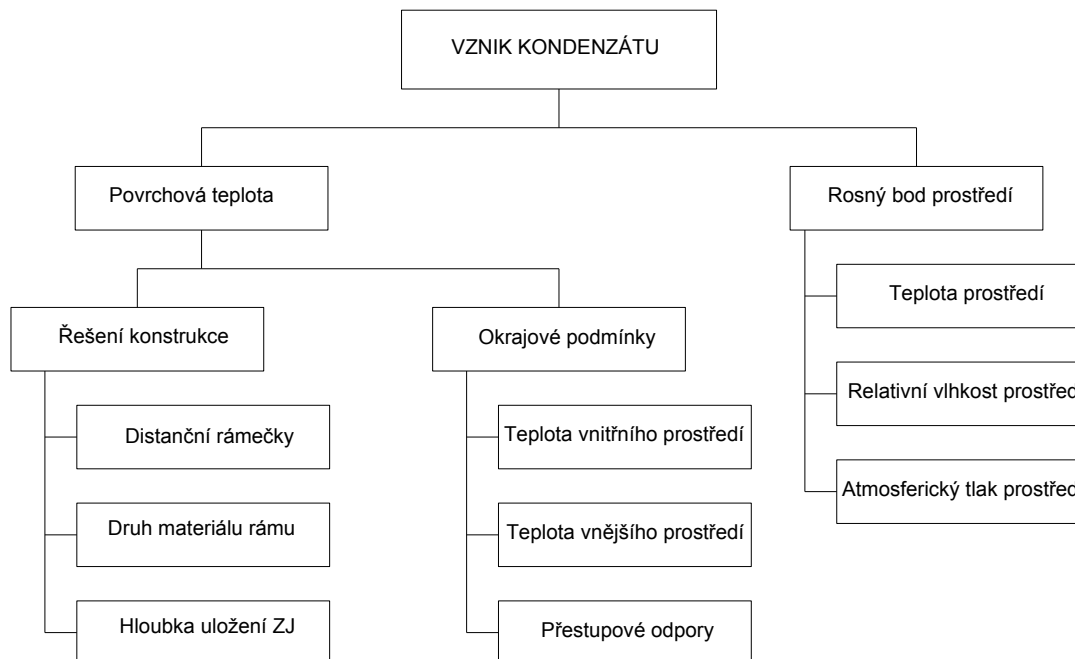 VZNIK KONDENZÁTU
Povrchová teplota
Rosný bod prostředí
Teplota prostředí
Řešení konstrukce
Okrajové podmínky
Relativní vlhkost prostřed
Distanční rámečky
Teplota vnitřního prostředí
Atmosferický tlak prostřed
Druh materiálu rámu
Teplota vnějšího prostředí
Hloubka uložení ZJ
Přestupové odpory